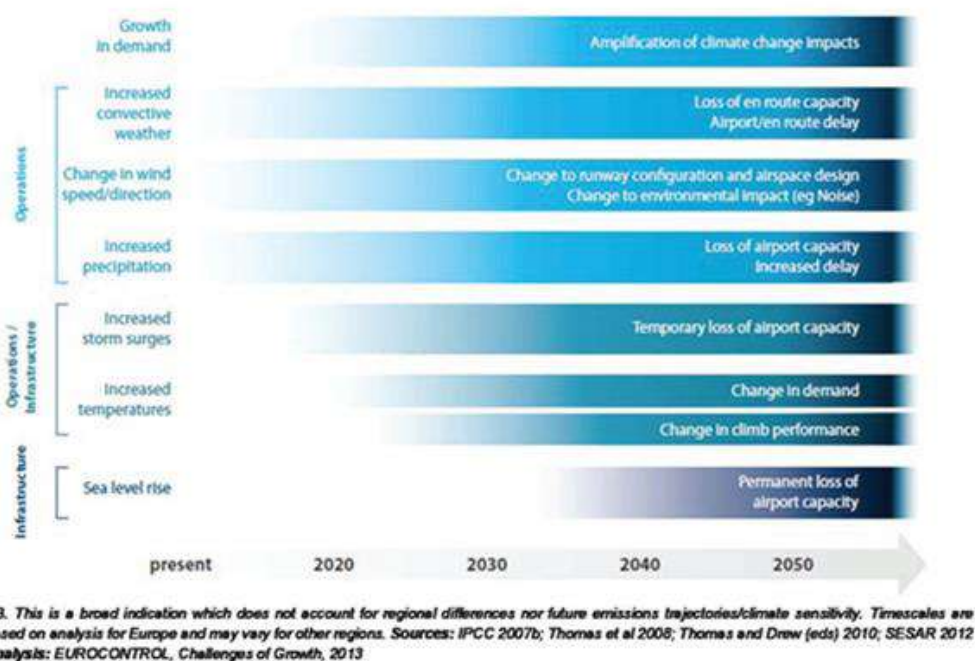 Growth
in demand
Amplification of climate change impacts
Operations
Increased
convective
weather
Loss of en route capacity
Airport/en route delay
Change in wind
speed/direction
Change to runway configuration and airspace design
Change to environmental impact (eg Noise)
Increased
precipitation
Loss of airport capacity
Increased delay
Operations /
Infrastructure
Increased
storm surges
Temporary loss of airport capacity
Increased
temperatures
Change in demand
Change in climb performance
Infrastructure
Sea level rise
Permanent loss of
airport capacity
present 2020 2030 2040 2050
B. This is a broad indication which does not account for regional differences nor future emissions trajectories/climate sensitivity. Timescales are
sed on analysis for Europe and may vary for other regions. Sources: IPCC 2007b; Thomas et al 2008; Thomas and Drew (eds) 2010; SESAR 2012
alysis: EUROCONTROL, Challenges of Growth, 2013